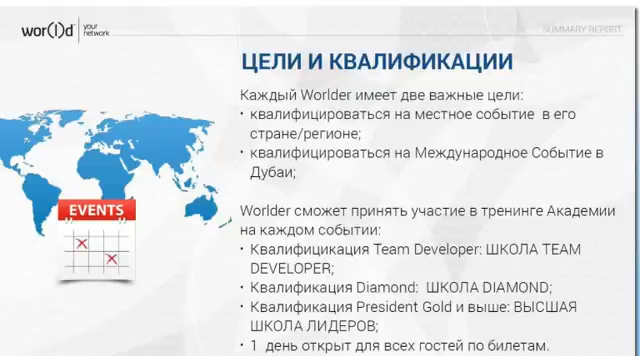 wor(l)d
your
network
SUMMARY REPORT
ЦЕЛИ И КВАЛИФИКАЦИИ
Каждый Worlder имеет две важные цели:
• квалифицироваться на местное событие в его
стране/регионе;
• квалифицироваться на Международное Событие в
Дубаи;
EVENTS
Worlder сможет принять участие в тренинге Академии
на каждом событии:
• Квалифицикация Team Developer: ШКОЛА TEAM
DEVELOPER;
• Квалификация Diamond: ШКОЛА DIAMOND;
• Квалификация President Gold и выше: ВЫСШАЯ
ШКОЛА ЛИДЕРОВ;
• 1 день открыт для всех гостей по билетам.